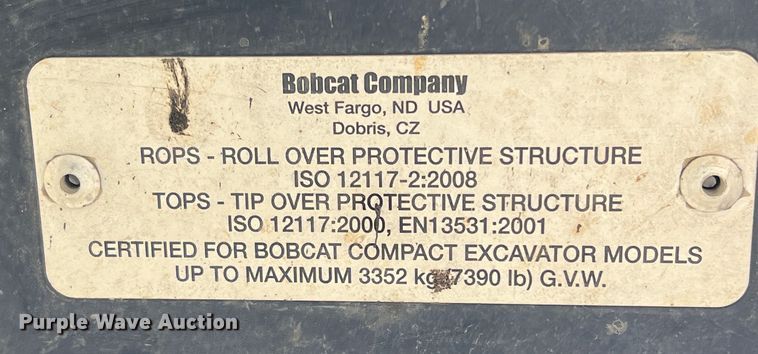 Bobcat Company
West Fargo, ND USA
Dobris, CZ
ROPS - ROLL OVER PROTECTIVE STRUCTURE
ISO 12117-2:2008
TOPS - TIP OVER PROTECTIVE STRUCTURE
ISO 12117:2000, EN13531:2001
CERTIFIED FOR BOBCAT COMPACT EXCAVATOR MODELS
UP TO MAXIMUM 3352 kg (7390 lb) G.V.W.
Purple Wave Auction